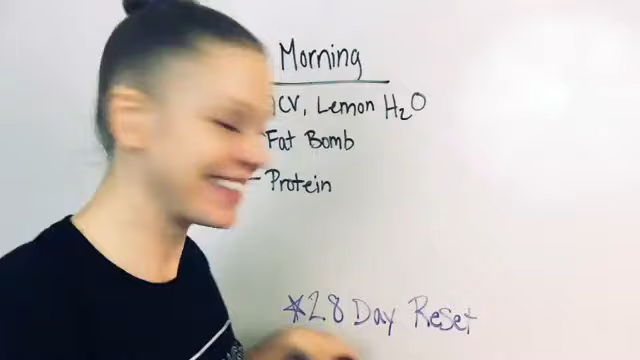 Morning
CV, Lemon H₂O
Fat Bomb
- Protein
*28 Day Reset